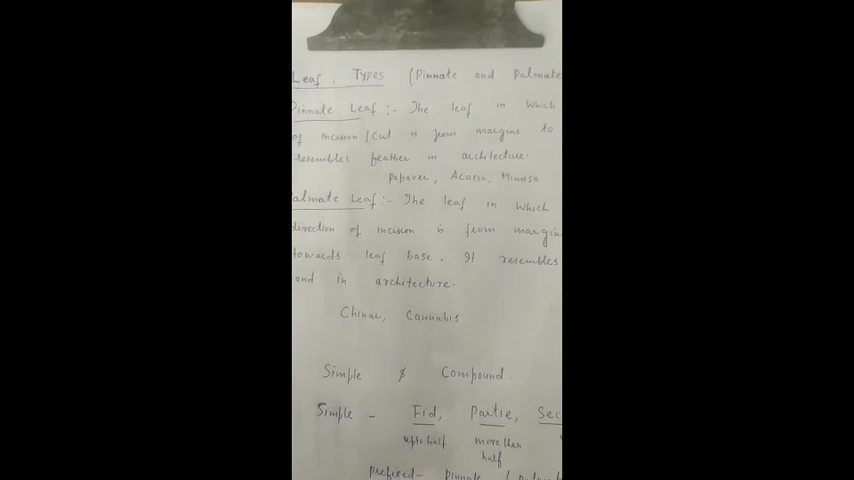 Leaf. Types (Pinnate and Palmate
Pinnate Leaf :- The leaf in which
of incision / cut is from margins to
resembles feather in architecture.
Papaver, Acacia, Mimosa
almate Leaf :- The leaf in which
direction of incision is from margin
towards leaf base. It resembles
and in architecture.
Chinar, Cannabis
Simple & Compound.
Simple - Fid, Partie, Sec
upto half more than
half
prefixed - Pinnate /